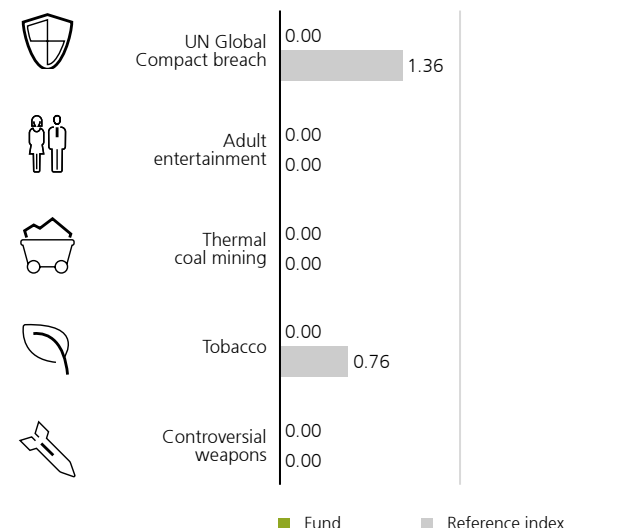 UN Global
Compact breach
0.00
1.36
Adult
entertainment
0.00
0.00
Thermal
coal mining
0.00
0.00
Tobacco
0.00
0.76
Controversial
weapons
0.00
0.00
Fund
Reference index